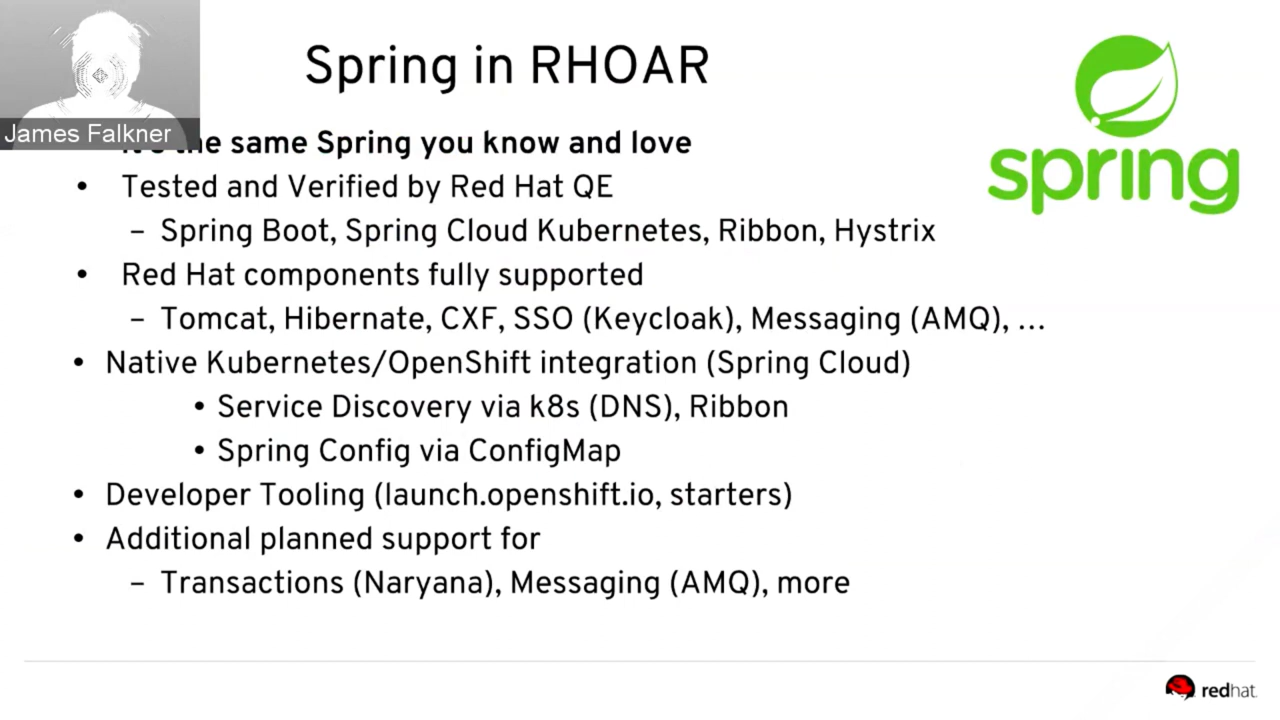 Spring in RHOAR
James Falkner
the same Spring you know and love
• Tested and Verified by Red Hat QE
– Spring Boot, Spring Cloud Kubernetes, Ribbon, Hystrix
• Red Hat components fully supported
– Tomcat, Hibernate, CXF, SSO (Keycloak), Messaging (AMQ), ...
• Native Kubernetes/OpenShift integration (Spring Cloud)
• Service Discovery via k8s (DNS), Ribbon
• Spring Config via ConfigMap
• Developer Tooling (launch.openshift.io, starters)
• Additional planned support for
– Transactions (Naryana), Messaging (AMQ), more
spring
redhat.